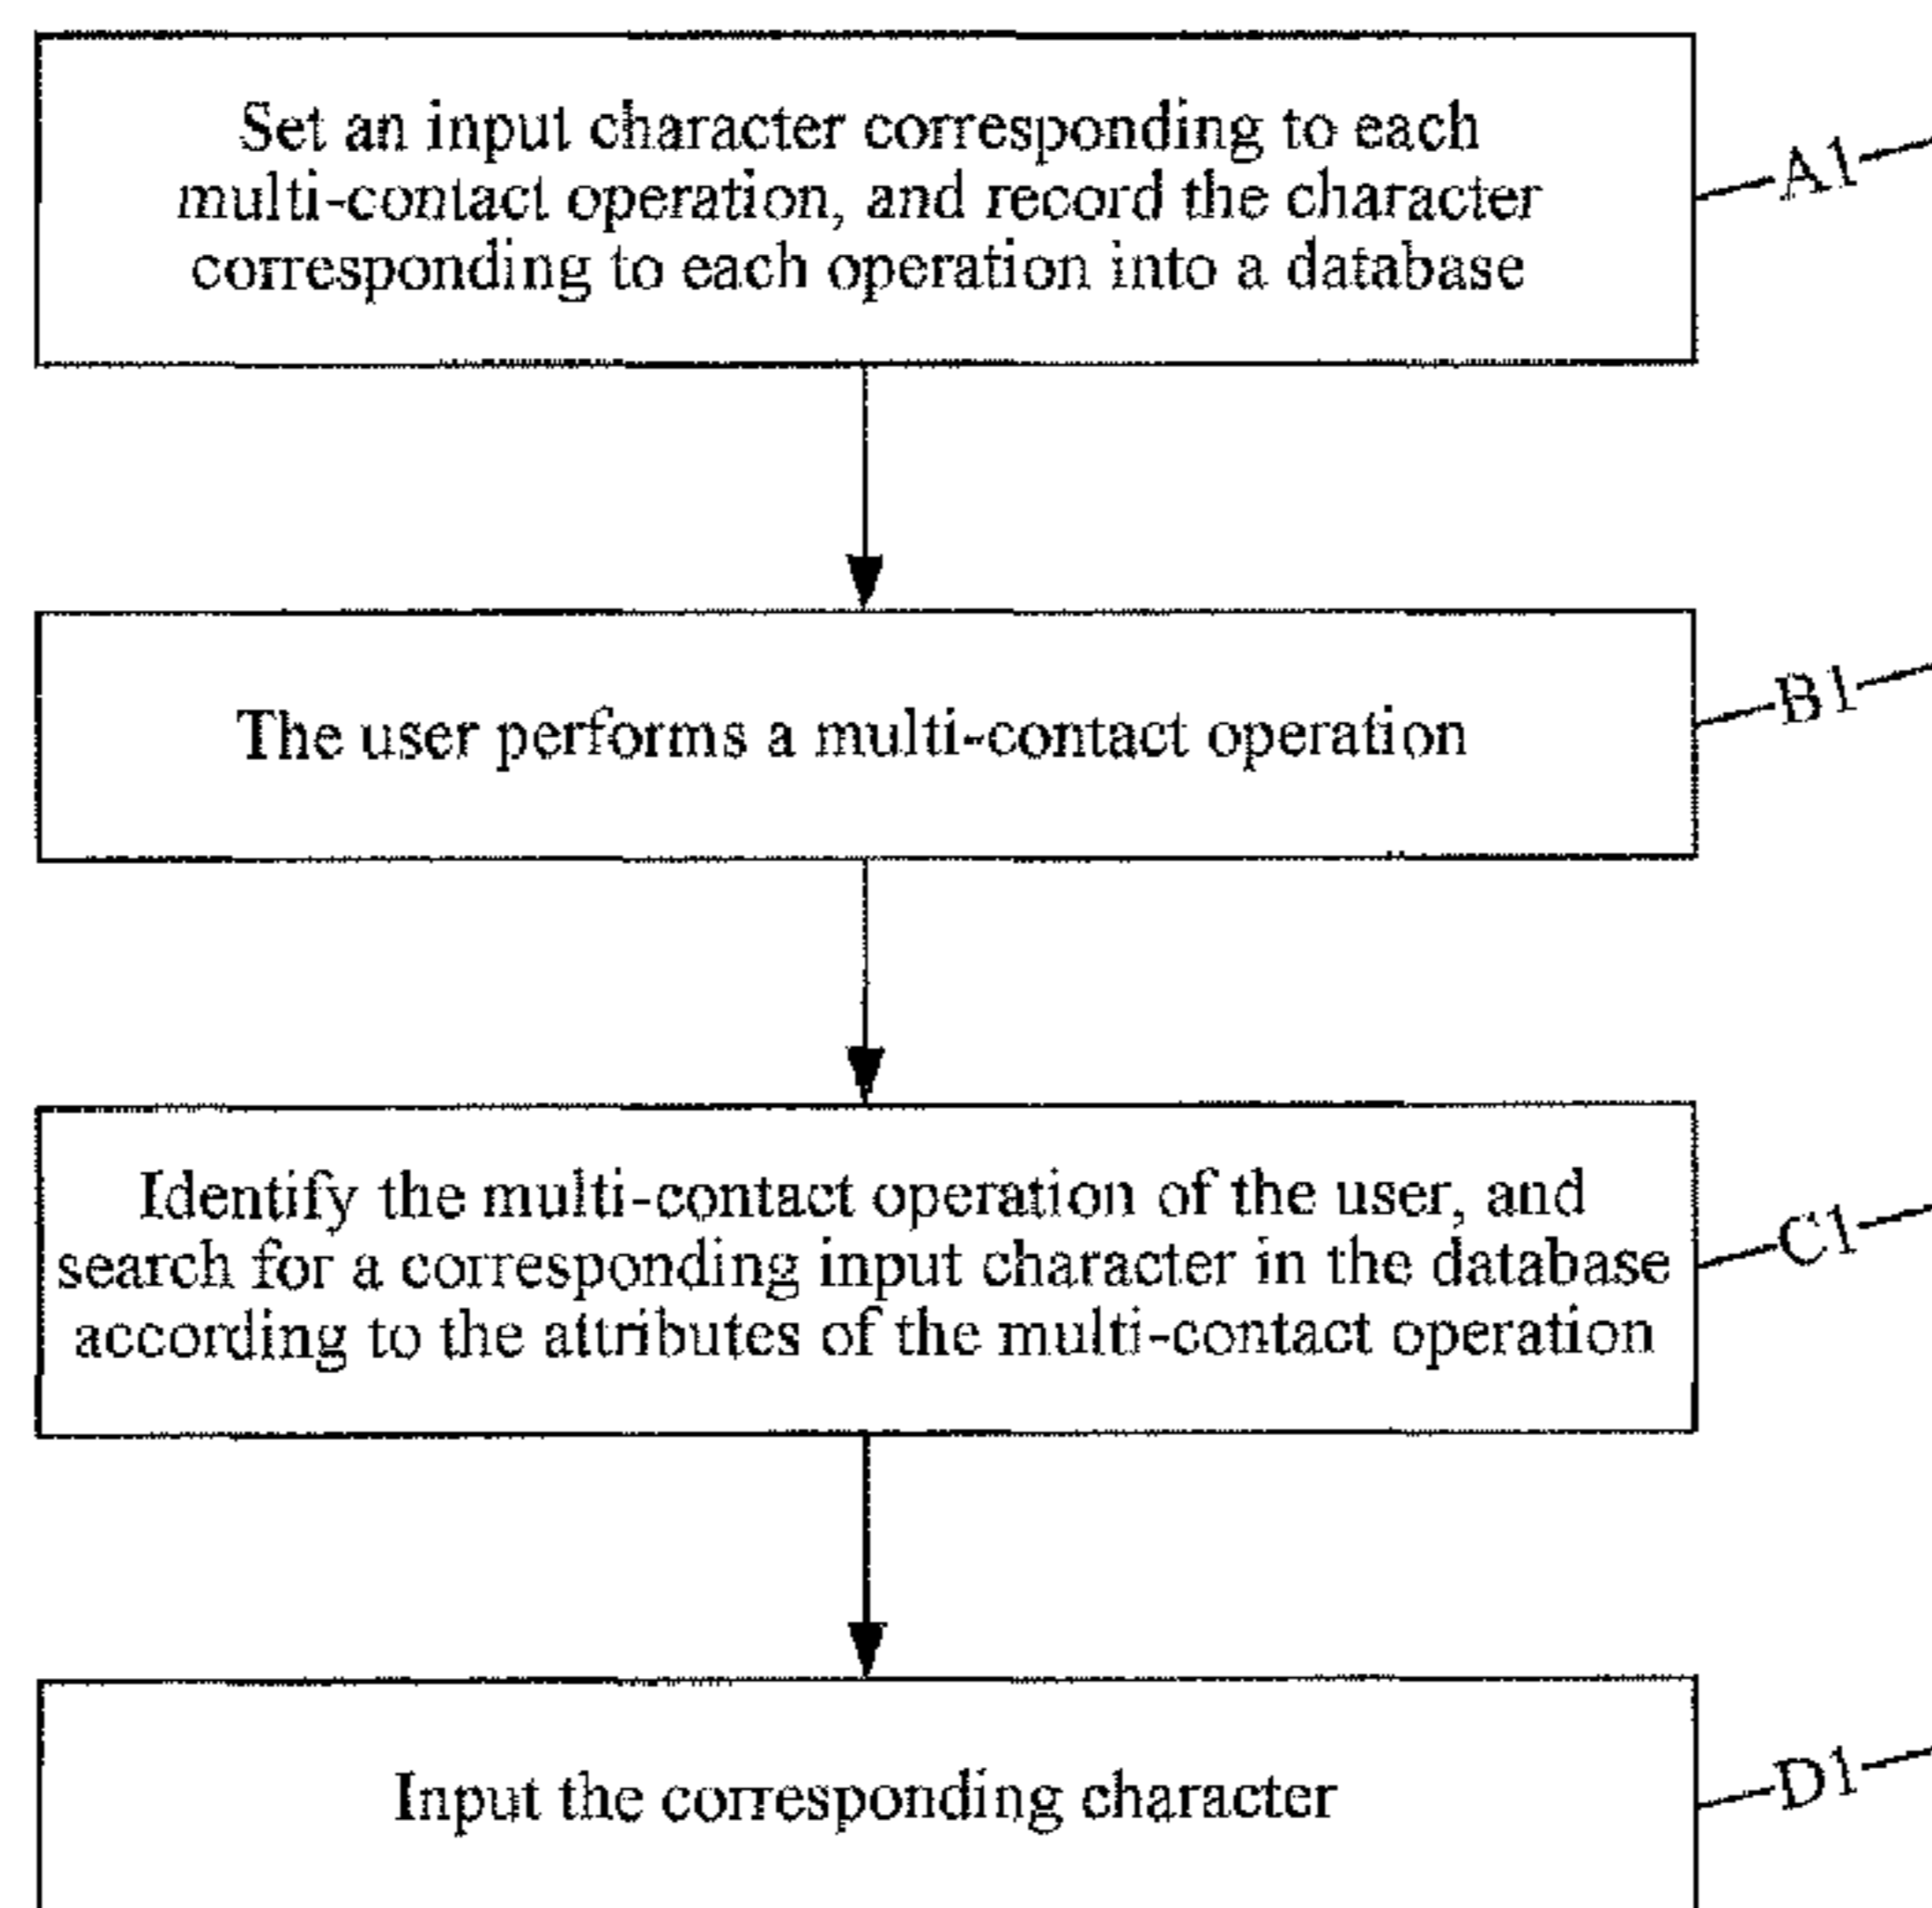 Set an input character corresponding to each
multi-contact operation, and record the character
corresponding to each operation into a database
A1
The user performs a multi-contact operation
B1
Identify the multi-contact operation of the user, and
search for a corresponding input character in the database
according to the attributes of the multi-contact operation
C1
Input the corresponding character
D1